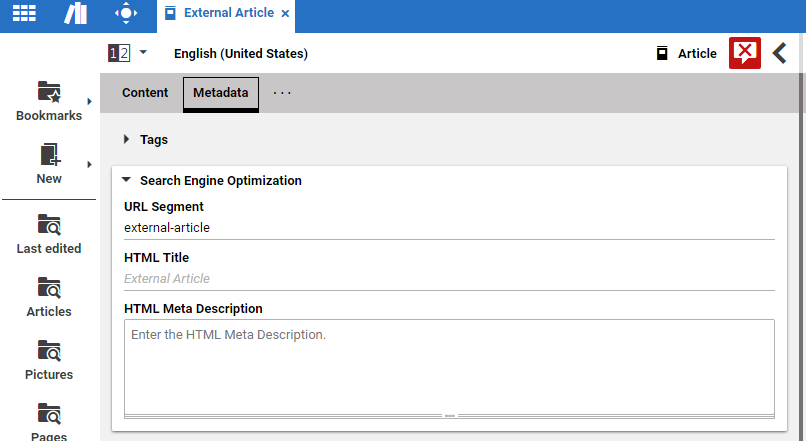 External Article ×
12
English (United States)
Article
Content
Metadata
···
Bookmarks
New
Last edited
Articles
Pictures
Pages
Tags
Search Engine Optimization
URL Segment
external-article
HTML Title
External Article
HTML Meta Description
Enter the HTML Meta Description.